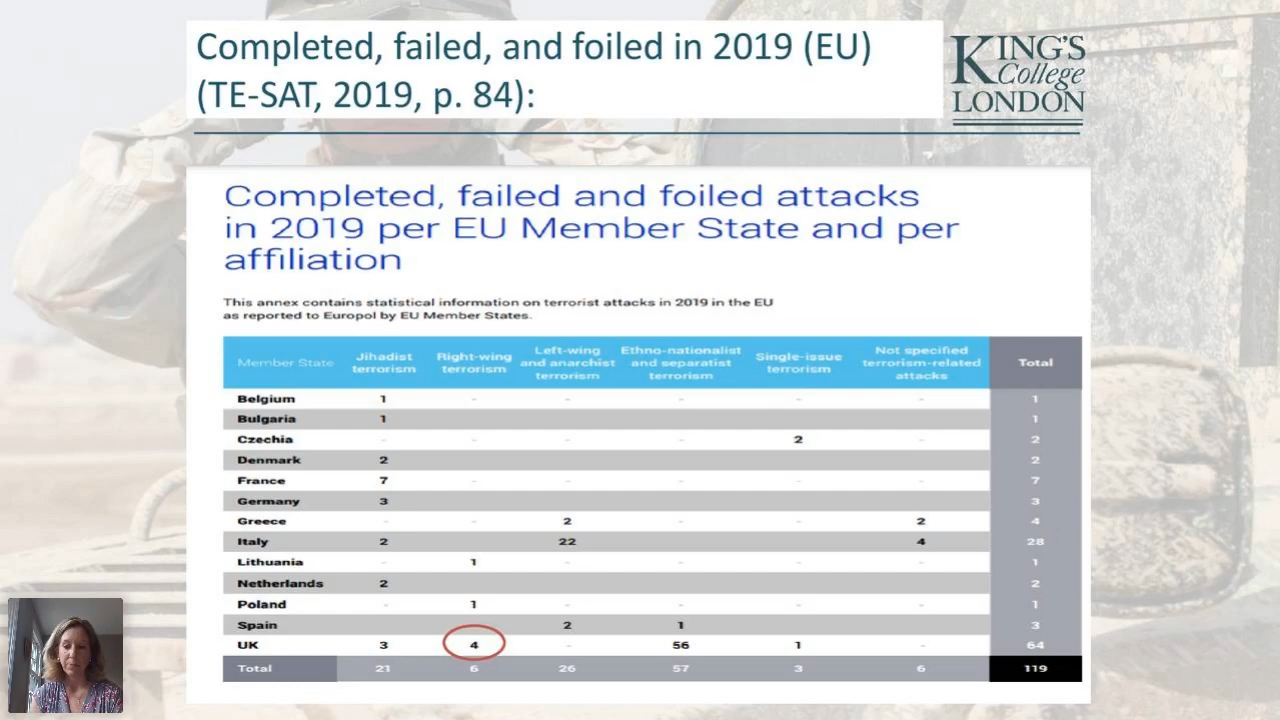 Completed, failed, and foiled in 2019 (EU)
(TE-SAT, 2019, p. 84):
KING'S
College
LONDON
Completed, failed and foiled attacks
in 2019 per EU Member State and per
affiliation
This annex contains statistical information on terrorist attacks in 2019 in the EU
as reported to Europol by EU Member States.
Member State Jihadist terrorism Right-wing terrorism Left-wing and anarchist terrorism Ethno-nationalist and separatist terrorism Single-issue terrorism Not specified terrorism-related attacks Total
Belgium 1 - - - - - 1
Bulgaria 1 1
Czechia - - - - 2 - 2
Denmark 2 2
France 7 - - - - - 7
Germany 3 3
Greece - - 2 - - 2 4
Italy 2 22 4 28
Lithuania - 1 - - - - 1
Netherlands 2 2
Poland - 1 - - - - 1
Spain 2 1 3
UK 3 4 - 56 1 - 64
Total 21 6 26 57 3 6 119